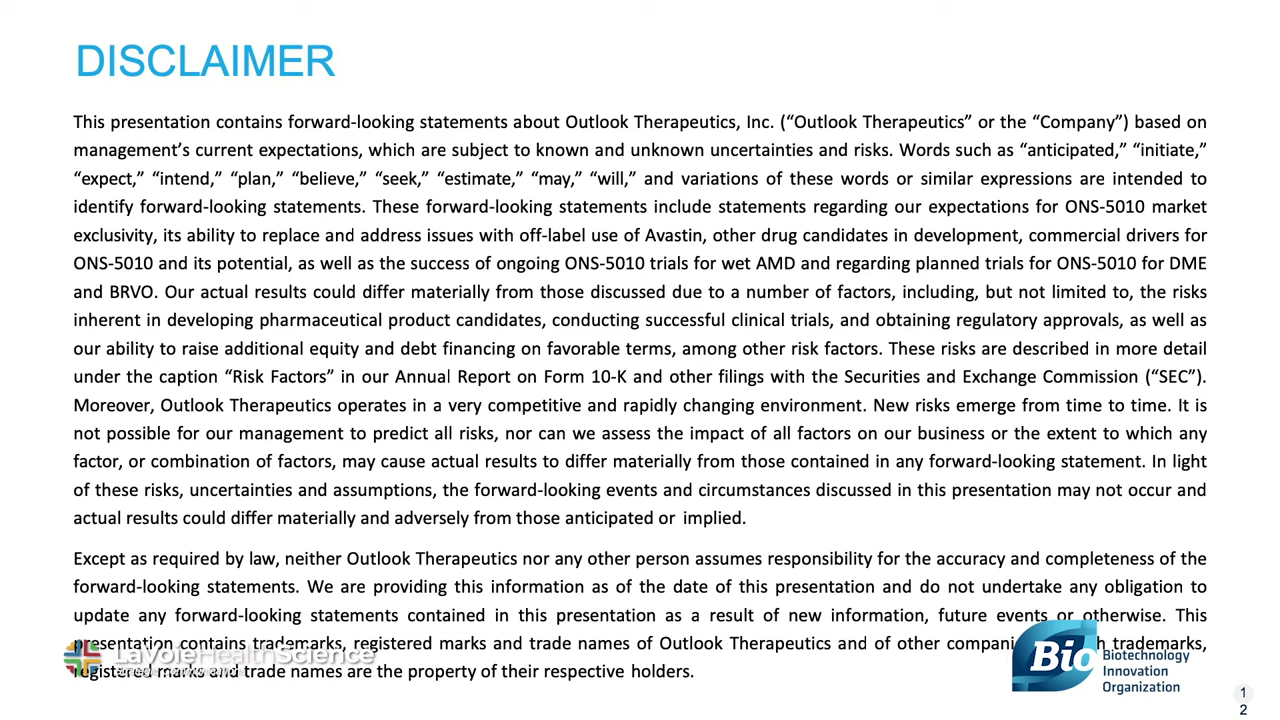 DISCLAIMER
This presentation contains forward-looking statements about Outlook Therapeutics, Inc. (“Outlook Therapeutics” or the “Company”) based on
management’s current expectations, which are subject to known and unknown uncertainties and risks. Words such as “anticipated,” “initiate,”
“expect,” “intend,” “plan,” “believe,” “seek,” “estimate,” “may,” “will,” and variations of these words or similar expressions are intended to
identify forward-looking statements. These forward-looking statements include statements regarding our expectations for ONS-5010 market
exclusivity, its ability to replace and address issues with off-label use of Avastin, other drug candidates in development, commercial drivers for
ONS-5010 and its potential, as well as the success of ongoing ONS-5010 trials for wet AMD and regarding planned trials for ONS-5010 for DME
and BRVO. Our actual results could differ materially from those discussed due to a number of factors, including, but not limited to, the risks
inherent in developing pharmaceutical product candidates, conducting successful clinical trials, and obtaining regulatory approvals, as well as
our ability to raise additional equity and debt financing on favorable terms, among other risk factors. These risks are described in more detail
under the caption “Risk Factors” in our Annual Report on Form 10-K and other filings with the Securities and Exchange Commission (“SEC”).
Moreover, Outlook Therapeutics operates in a very competitive and rapidly changing environment. New risks emerge from time to time. It is
not possible for our management to predict all risks, nor can we assess the impact of all factors on our business or the extent to which any
factor, or combination of factors, may cause actual results to differ materially from those contained in any forward-looking statement. In light
of these risks, uncertainties and assumptions, the forward-looking events and circumstances discussed in this presentation may not occur and
actual results could differ materially and adversely from those anticipated or implied.
Except as required by law, neither Outlook Therapeutics nor any other person assumes responsibility for the accuracy and completeness of the
forward-looking statements. We are providing this information as of the date of this presentation and do not undertake any obligation to
update any forward-looking statements contained in this presentation as a result of new information, future events or otherwise. This
presentation contains trademarks, registered marks and trade names of Outlook Therapeutics and of other trademarks,
registered marks and trade names are the property of their respective holders.
LaVoieHealthScience
Bio
Biotechnology
Innovation
Organization
1
2